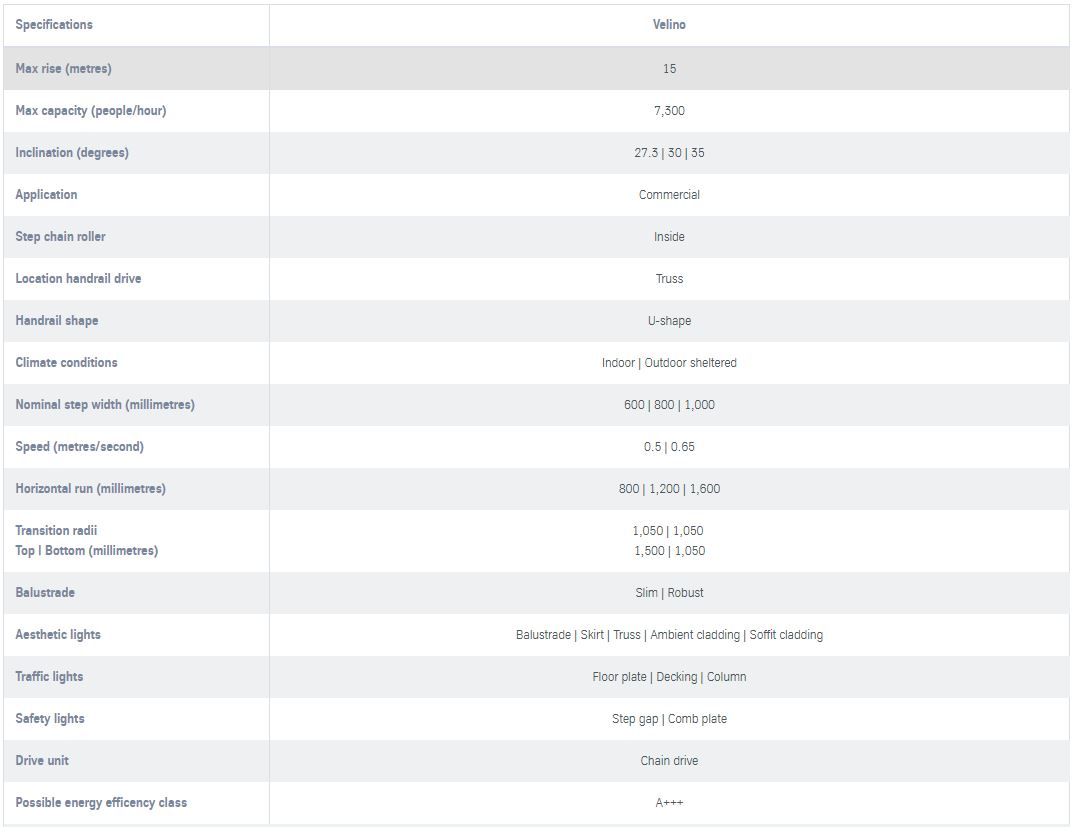 Specifications Velino
Max rise (metres) 15
Max capacity (people/hour) 7,300
Inclination (degrees) 27.3 | 30 | 35
Application Commercial
Step chain roller Inside
Location handrail drive Truss
Handrail shape U-shape
Climate conditions Indoor | Outdoor sheltered
Nominal step width (millimetres) 600 | 800 | 1,000
Speed (metres/second) 0.5 | 0.65
Horizontal run (millimetres) 800 | 1,200 | 1,600
Transition radii 1,050 | 1,050
Top | Bottom (millimetres) 1,500 | 1,050
Balustrade Slim | Robust
Aesthetic lights Balustrade | Skirt | Truss | Ambient cladding | Soffit cladding
Traffic lights Floor plate | Decking | Column
Safety lights Step gap | Comb plate
Drive unit Chain drive
Possible energy efficency class A+++